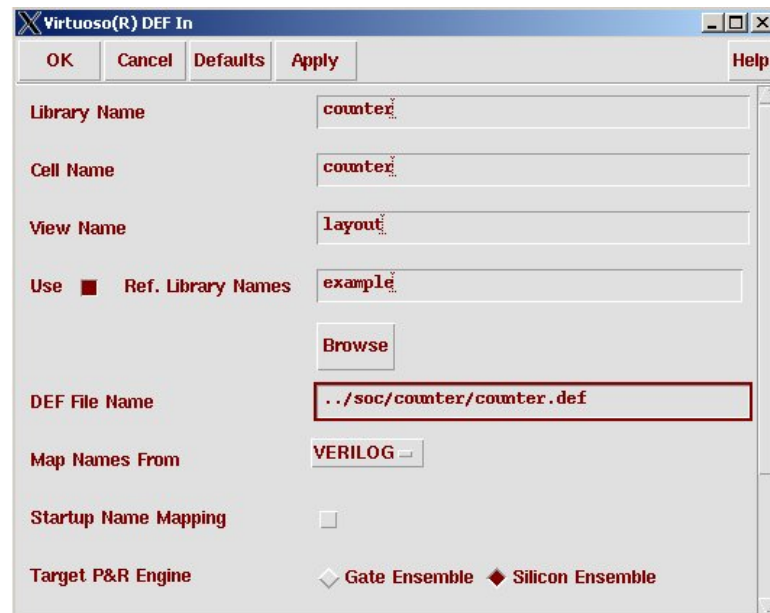 Virtuoso(R) DEF In
OK Cancel Defaults Apply Help
Library Name counter
Cell Name counter
View Name layout
Use Ref. Library Names example
Browse
DEF File Name ../soc/counter/counter.def
Map Names From VERILOG
Startup Name Mapping
Target P&R Engine Gate Ensemble Silicon Ensemble